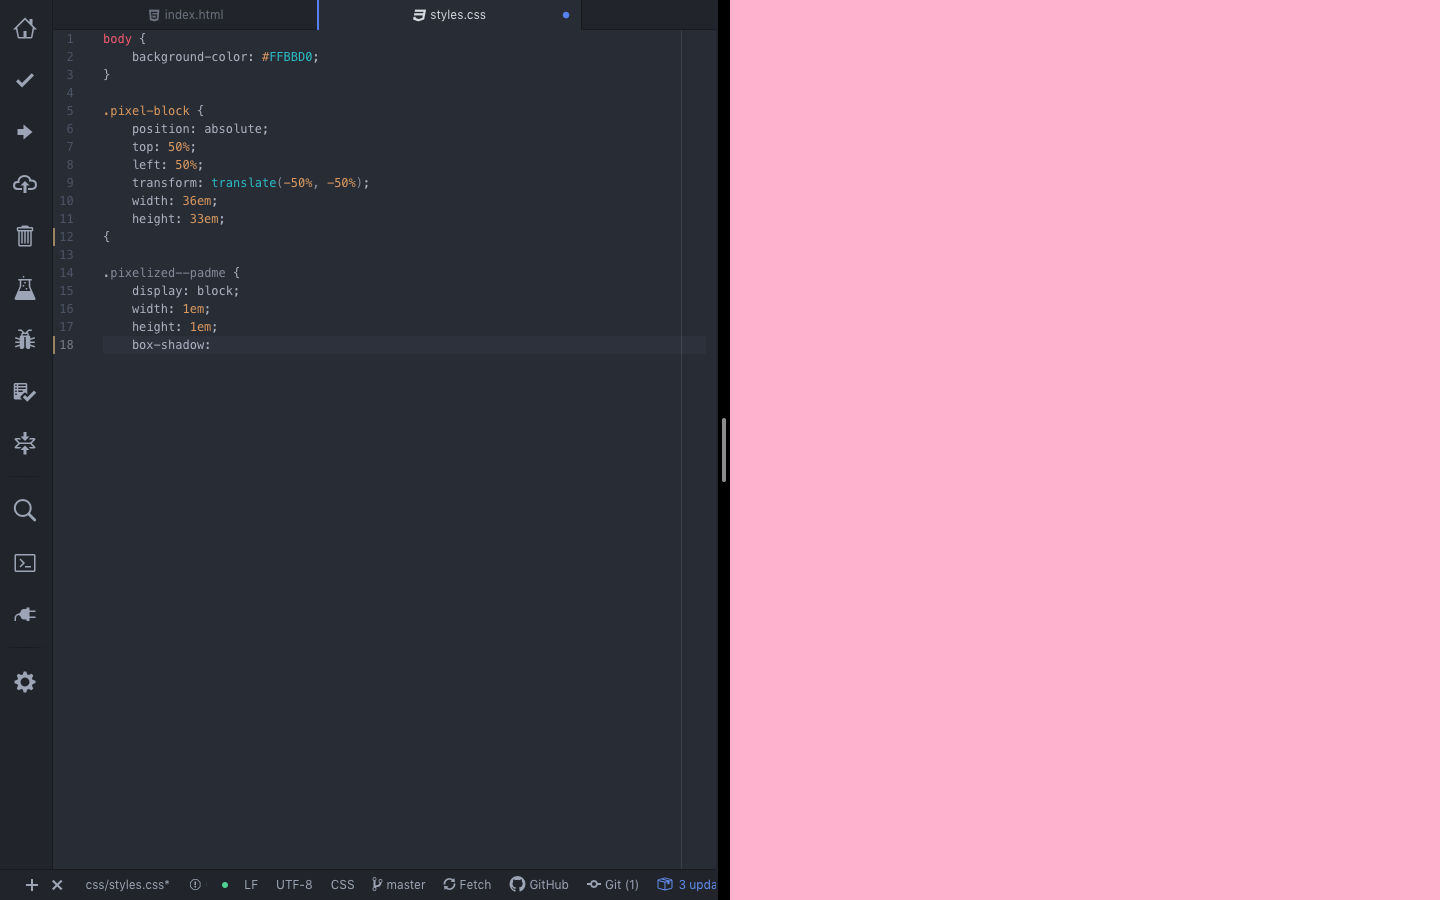 index.html
styles.css
1 body {
2     background-color: #FFBBD0;
3 }
4
5 .pixel-block {
6     position: absolute;
7     top: 50%;
8     left: 50%;
9     transform: translate(-50%, -50%);
10     width: 36em;
11     height: 33em;
12 {
13
14 .pixelized--padme {
15     display: block;
16     width: 1em;
17     height: 1em;
18     box-shadow:
css/styles.css* LF UTF-8 CSS master Fetch GitHub Git (1) 3 upda